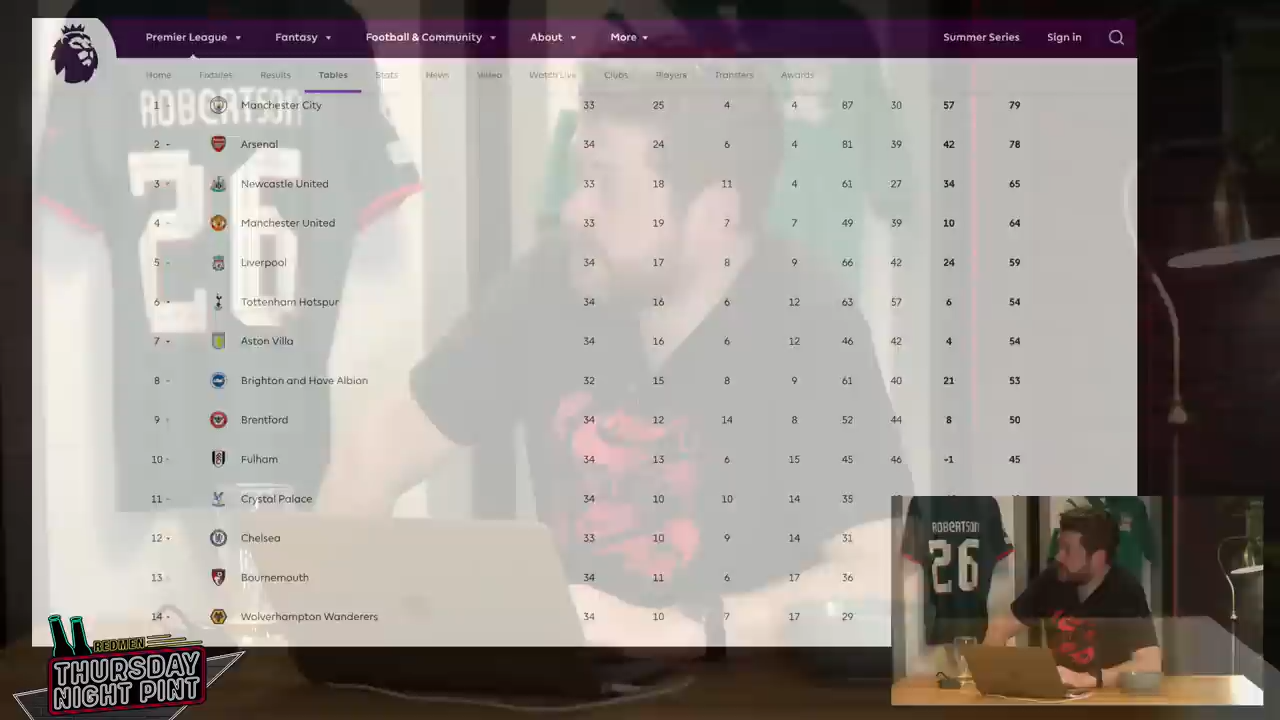 Premier League Fantasy Football & Community About More Summer Series Sign in
Home Fixtures Results Tables Stats News Video Watch Live Clubs Players Transfers Awards
1 - Manchester City 33 25 4 4 87 30 57 79
2 - Arsenal 34 24 6 4 81 39 42 78
3 - Newcastle United 33 18 11 4 61 27 34 65
4 - Manchester United 33 19 7 7 49 39 10 64
5 - Liverpool 34 17 8 9 66 42 24 59
6 - Tottenham Hotspur 34 16 6 12 63 57 6 54
7 - Aston Villa 34 16 6 12 46 42 4 54
8 - Brighton and Hove Albion 32 15 8 9 61 40 21 53
9 - Brentford 34 12 14 8 52 44 8 50
10 - Fulham 34 13 6 15 45 46 -1 45
11 - Crystal Palace 34 10 10 14 35
12 - Chelsea 33 10 9 14 31
13 Bournemouth 34 11 6 17 36
14 - Wolverhampton Wanderers 34 10 7 17 29
ROBERTSON
26
ROBERTSON
26
REDMEN
THURSDAY
NIGHT PINT